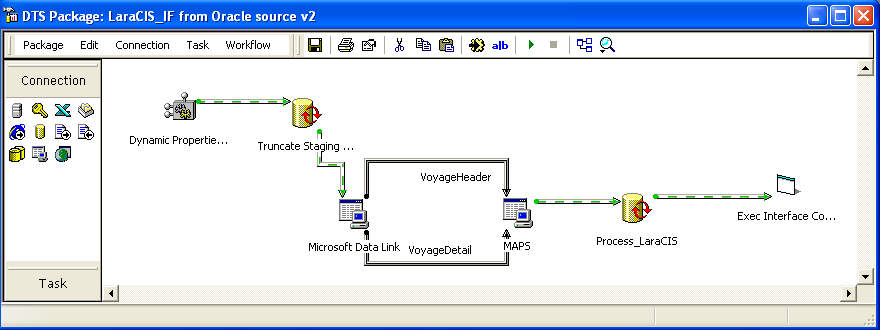 DTS Package: LaraCIS_IF from Oracle source v2
Package Edit Connection Task Workflow
a|b
Connection
Dynamic Propertie...
Truncate Staging ...
VoyageHeader
Microsoft Data Link
VoyageDetail
MAPS
Process_LaraCIS
Exec Interface Co...
Task